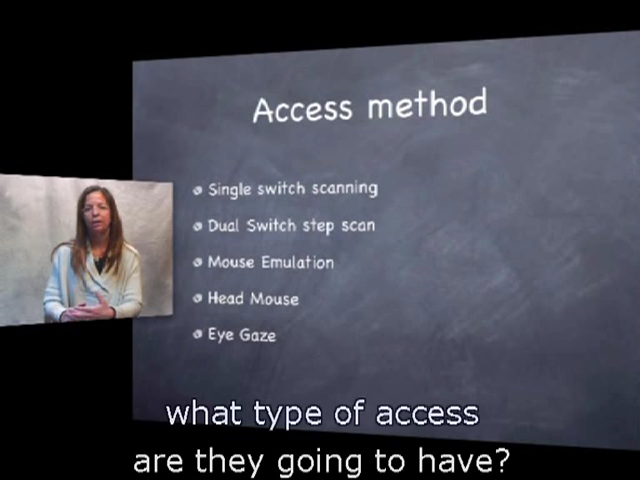 Access method
Single switch scanning
Dual Switch step scan
Mouse Emulation
Head Mouse
Eye Gaze
what type of access
are they going to have?